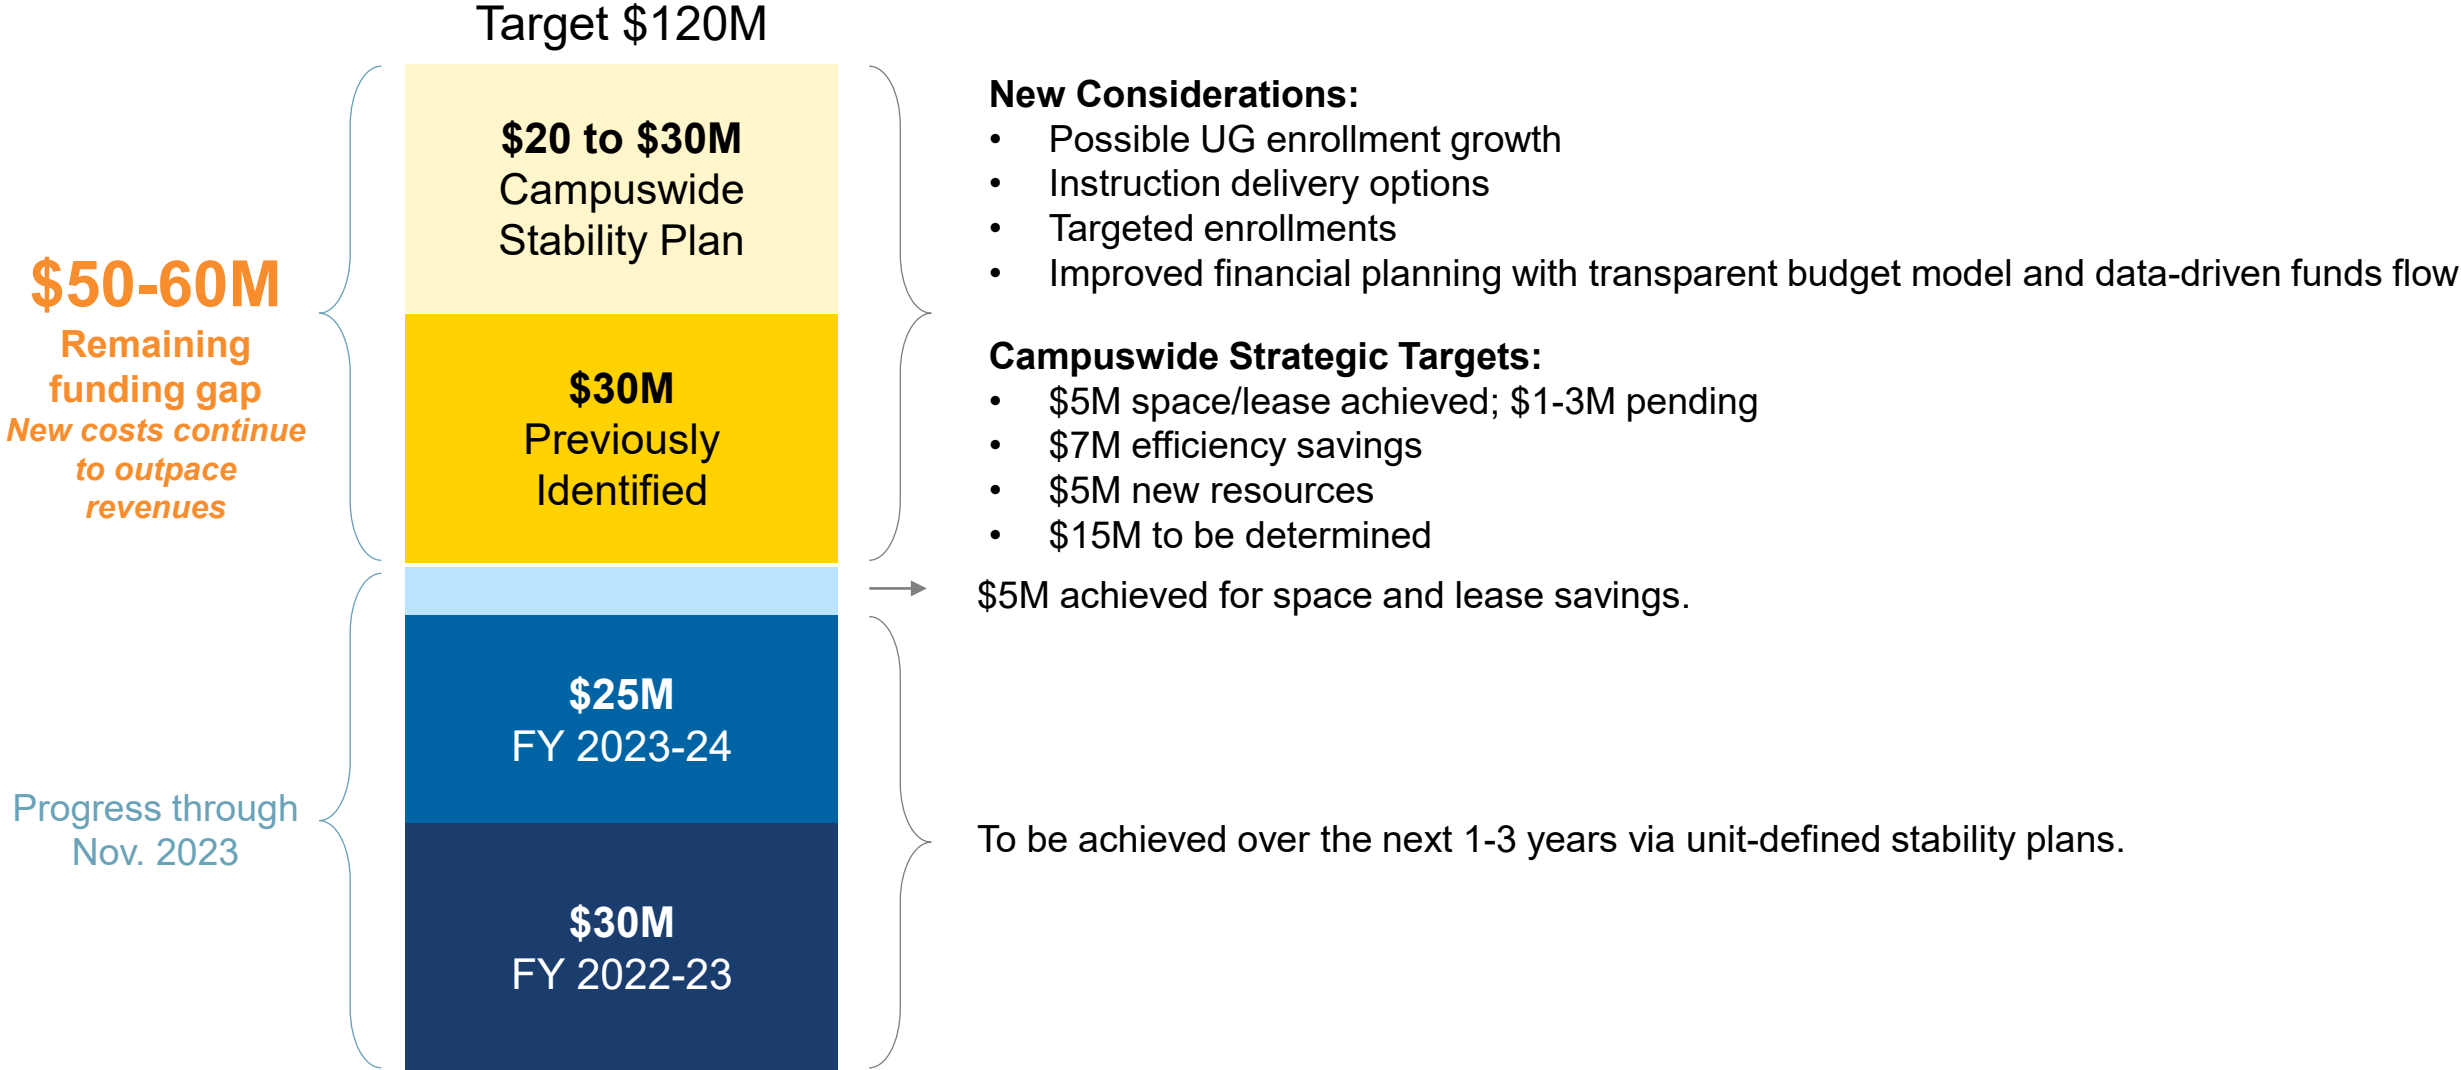 Target $120M
$50-60M
Remaining
funding gap
New costs continue
to outpace
revenues
$20 to $30M
Campuswide
Stability Plan
$30M
Previously
Identified
New Considerations:
• Possible UG enrollment growth
• Instruction delivery options
• Targeted enrollments
• Improved financial planning with transparent budget model and data-driven funds flow
Campuswide Strategic Targets:
• $5M space/lease achieved; $1-3M pending
• $7M efficiency savings
• $5M new resources
• $15M to be determined
$5M achieved for space and lease savings.
Progress through
Nov. 2023
$25M
FY 2023-24
$30M
FY 2022-23
To be achieved over the next 1-3 years via unit-defined stability plans.